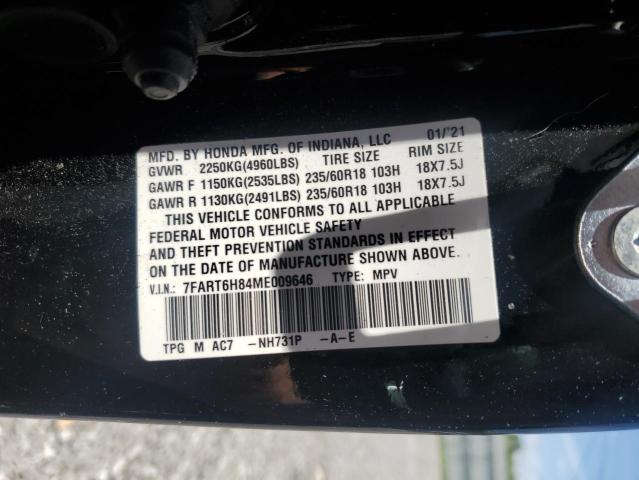 MFD. BY HONDA MFG. OF INDIANA, LLC 01/'21
GVWR 2250KG(4960LBS) TIRE SIZE RIM SIZE
GAWR F 1150KG(2535LBS) 235/60R18 103H 18X7.5J
GAWR R 1130KG(2491LBS) 235/60R18 103H 18X7.5J
THIS VEHICLE CONFORMS TO ALL APPLICABLE
FEDERAL MOTOR VEHICLE SAFETY
AND THEFT PREVENTION STANDARDS IN EFFECT
ON THE DATE OF MANUFACTURE SHOWN ABOVE.
V.I.N.: 7FART6H84ME009646 TYPE: MPV
TPG M AC7 -NH731P -A-E